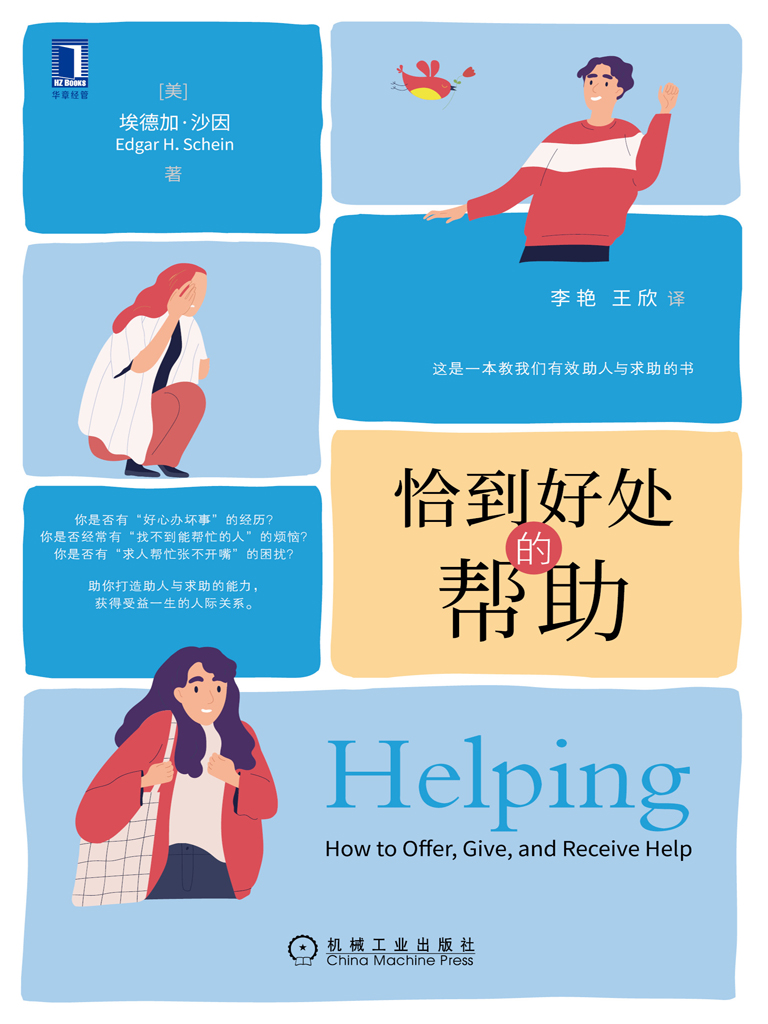 HZ BOOKS
华章经管
[美]
埃德加·沙因
Edgar H. Schein
著
李艳 王欣 译
这是一本教我们有效助人与求助的书
恰到好处
的
帮助
你是否有“好心办坏事”的经历？
你是否经常有“找不到能帮忙的人”的烦恼？
你是否有“求人帮忙张不开嘴”的困扰？
助你打造助人与求助的能力，
获得受益一生的人际关系。
Helping
How to Offer, Give, and Receive Help
机械工业出版社
China Machine Press